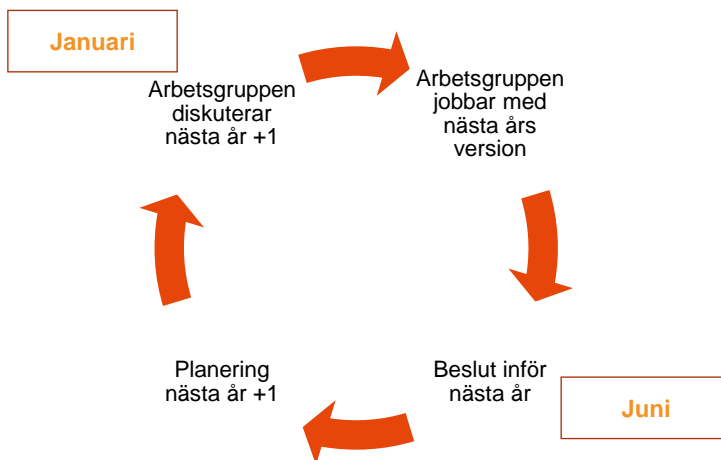 Januari
Arbetsgruppen
diskuterar
nästa år +1
Arbetsgruppen
jobbar med
nästa års
version
Planering
nästa år +1
Beslut inför
nästa år
Juni